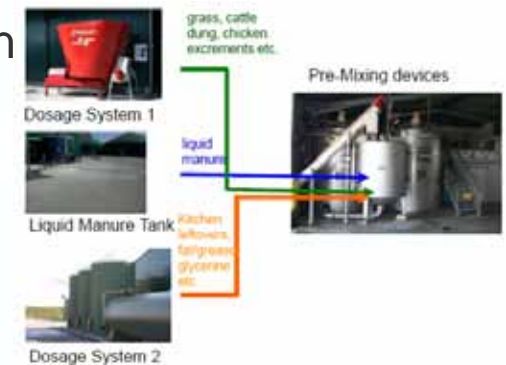 n
grass, cattle
dung, chicken
excrements etc.
Dosage System 1
Pre-Mixing devices
liquid
manure
Liquid Manure Tank
Kitchen
leftovers,
fat/grease,
glycerine
etc
Dosage System 2